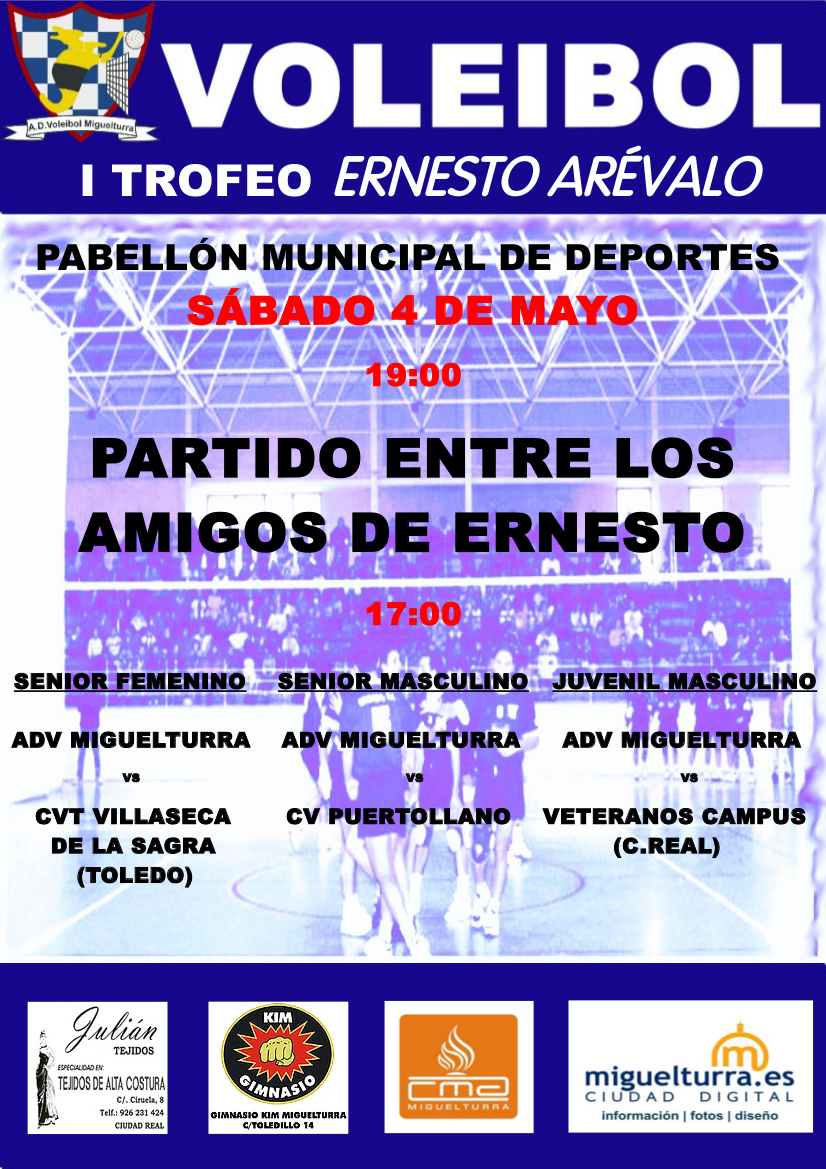 A.D.Voleibol Miguelturra
VOLEIBOL
I TROFEO ERNESTO ARÉVALO
PABELLÓN MUNICIPAL DE DEPORTES
SÁBADO 4 DE MAYO
19:00
PARTIDO ENTRE LOS
AMIGOS DE ERNESTO
17:00
SENIOR FEMENINO
ADV MIGUELTURRA
VS
CVT VILLASECA
DE LA SAGRA
(TOLEDO)
SENIOR MASCULINO
ADV MIGUELTURRA
VS
CV PUERTOLLANO
JUVENIL MASCULINO
ADV MIGUELTURRA
VS
VETERANOS CAMPUS
(C.REAL)
Julián
TEJIDOS
ESPECIALIDAD EN:
TEJIDOS DE ALTA COSTURA
C/. Ciruela, 8
Telf.: 926 231 424
CIUDAD REAL
KIM
GIMNASIO
GIMNASIO KIM MIGUELTURRA
C/TOLEDILLO 14
cma
MIGUELTURRA
m
miguelturra.es
CIUDAD DIGITAL
información | fotos | diseño